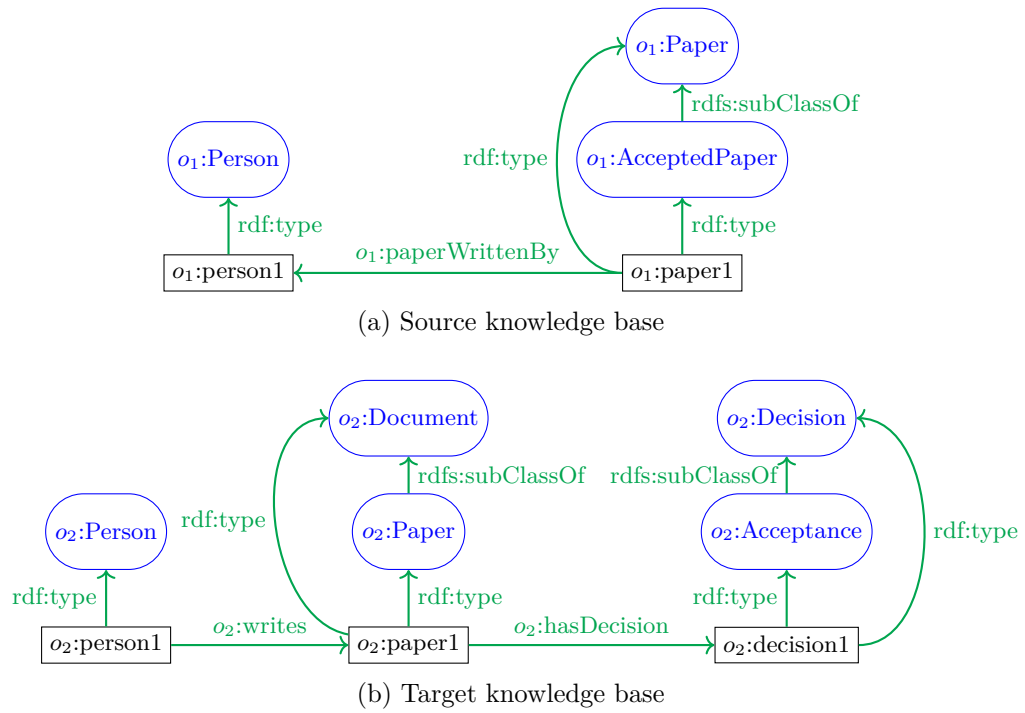 o₁:Paper
rdfs:subClassOf
o₁:Person
rdf:type
o₁:AcceptedPaper
rdf:type
rdf:type
o₁:paperWrittenBy
o₁:person1
o₁:paper1
(a) Source knowledge base
o₂:Document
o₂:Decision
rdfs:subClassOf
rdfs:subClassOf
o₂:Person
rdf:type
o₂:Paper
o₂:Acceptance
rdf:type
rdf:type
rdf:type
rdf:type
o₂:writes
o₂:hasDecision
o₂:person1
o₂:paper1
o₂:decision1
(b) Target knowledge base